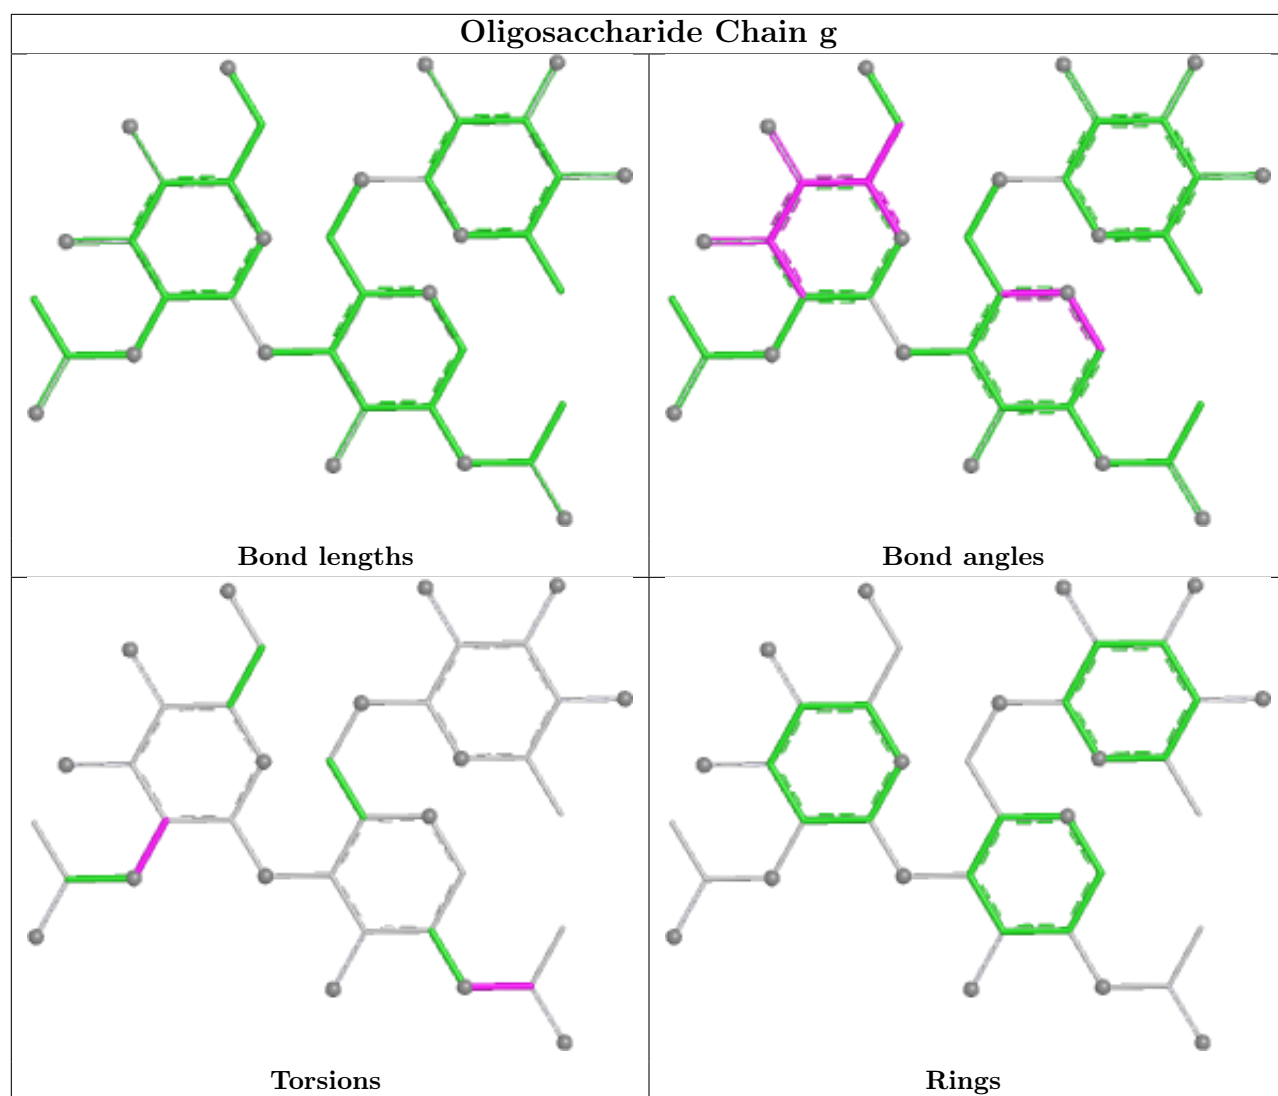 Oligosaccharide Chain g
Bond lengths
Bond angles
Torsions
Rings